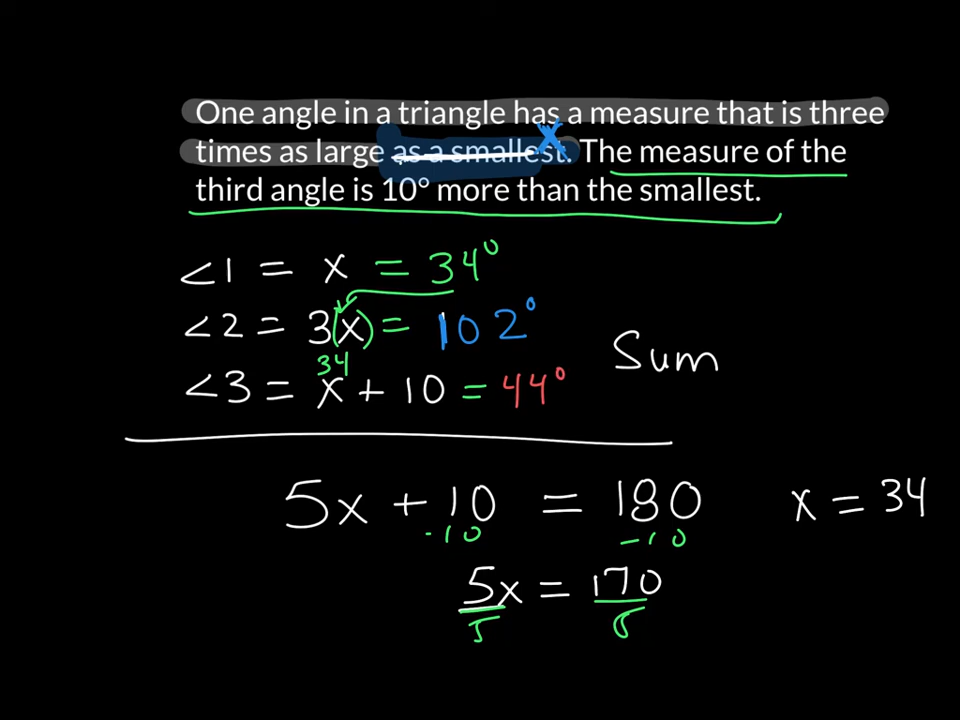 One angle in a triangle has a measure that is three
times as large as a smallest. The measure of the
x
third angle is 10° more than the smallest.
<1 = x = 34°
<2 = 3(x) = 102°
34
<3 = x + 10 = 44°
Sum
5x + 10 = 180 x = 34
-10 -10
5x = 170
5 5